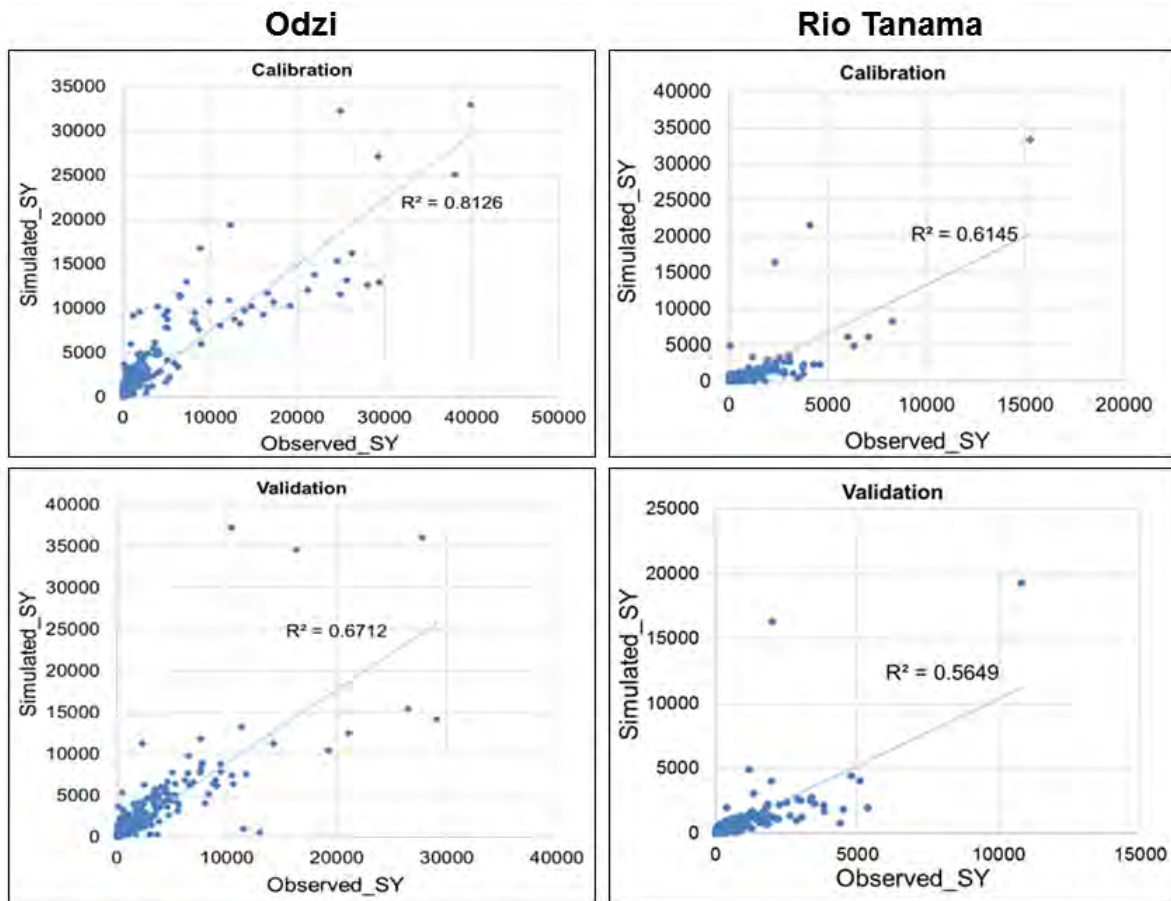 Odzi
Rio Tanama
Calibration
35000
30000
25000
20000
15000
10000
5000
0
Simulated_SY
R² = 0.8126
0 10000 20000 30000 40000 50000
Observed_SY
Calibration
40000
35000
30000
25000
20000
15000
10000
5000
0
Simulated_SY
R² = 0.6145
0 5000 10000 15000 20000
Observed_SY
Validation
40000
35000
30000
25000
20000
15000
10000
5000
0
Simulated_SY
R² = 0.6712
0 10000 20000 30000 40000
Observed_SY
Validation
25000
20000
15000
10000
5000
0
Simulated_SY
R² = 0.5649
0 5000 10000 15000
Observed_SY